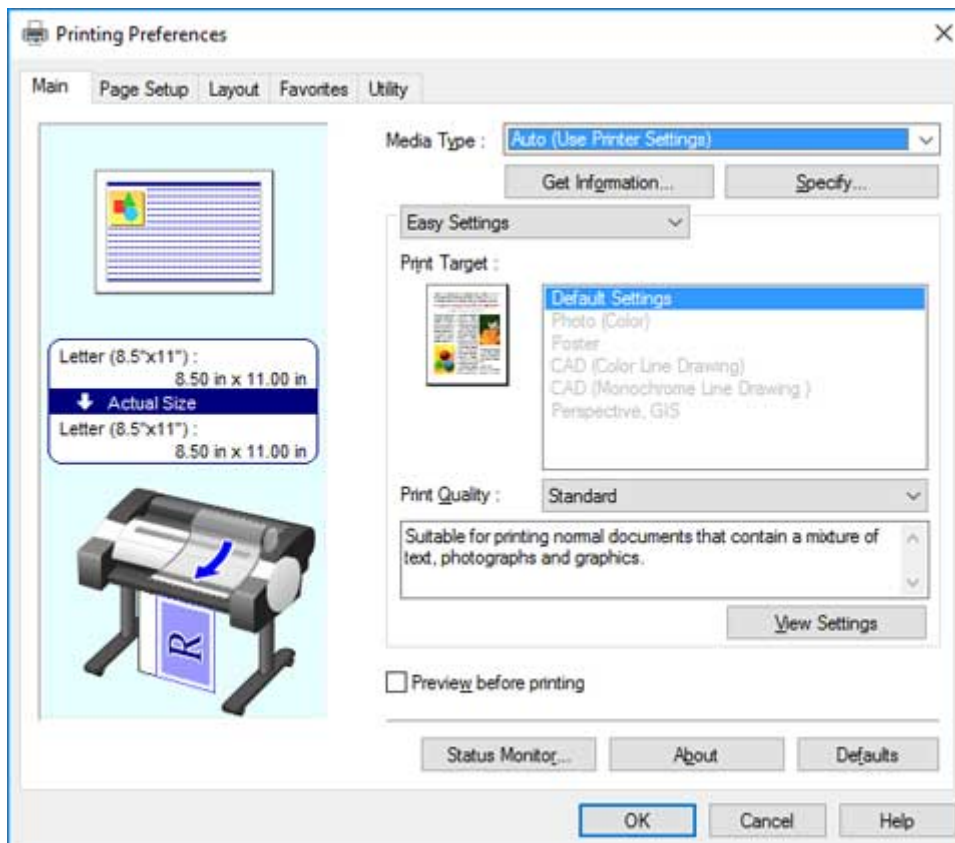 Printing Preferences
Main
Page Setup
Layout
Favorites
Utility
Media Type :
Auto (Use Printer Settings)
Get Information...
Specify...
Easy Settings
Print Target :
Default Settings
Photo (Color)
Poster
CAD (Color Line Drawing)
CAD (Monochrome Line Drawing )
Perspective, GIS
Letter (8.5"x11") :
8.50 in x 11.00 in
Actual Size
Letter (8.5"x11") :
8.50 in x 11.00 in
R
Print Quality :
Standard
Suitable for printing normal documents that contain a mixture of
text, photographs and graphics.
View Settings
Preview before printing
Status Monitor...
About
Defaults
OK
Cancel
Help